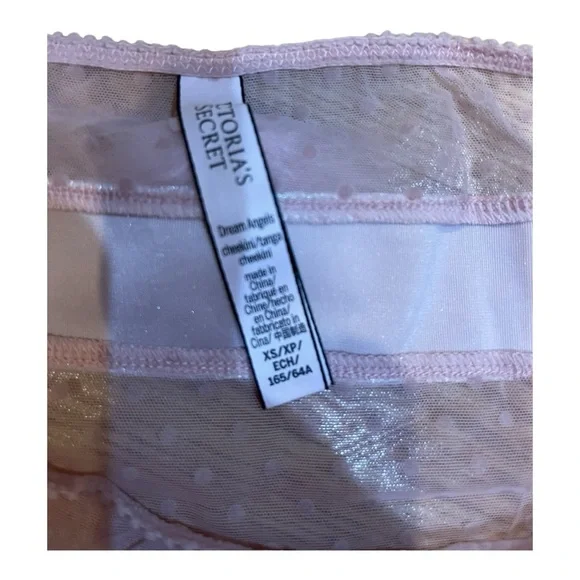 CTORIA'S
SECRET
Dream Angels
cheekini/tanga
cheekini
made in
China/
fabriqué en
Chine/hecho
en China/
fabbricato in
Cina/中国制造
XS/XP/
ECH/
165/64A